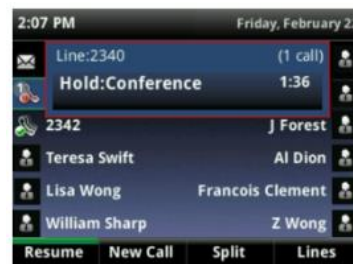 2:07 PM Friday, February 2
Line:2340 (1 call)
Hold:Conference 1:36
2342 J Forest
Teresa Swift Al Dion
Lisa Wong Francois Clement
William Sharp Z Wong
Resume New Call Split Lines